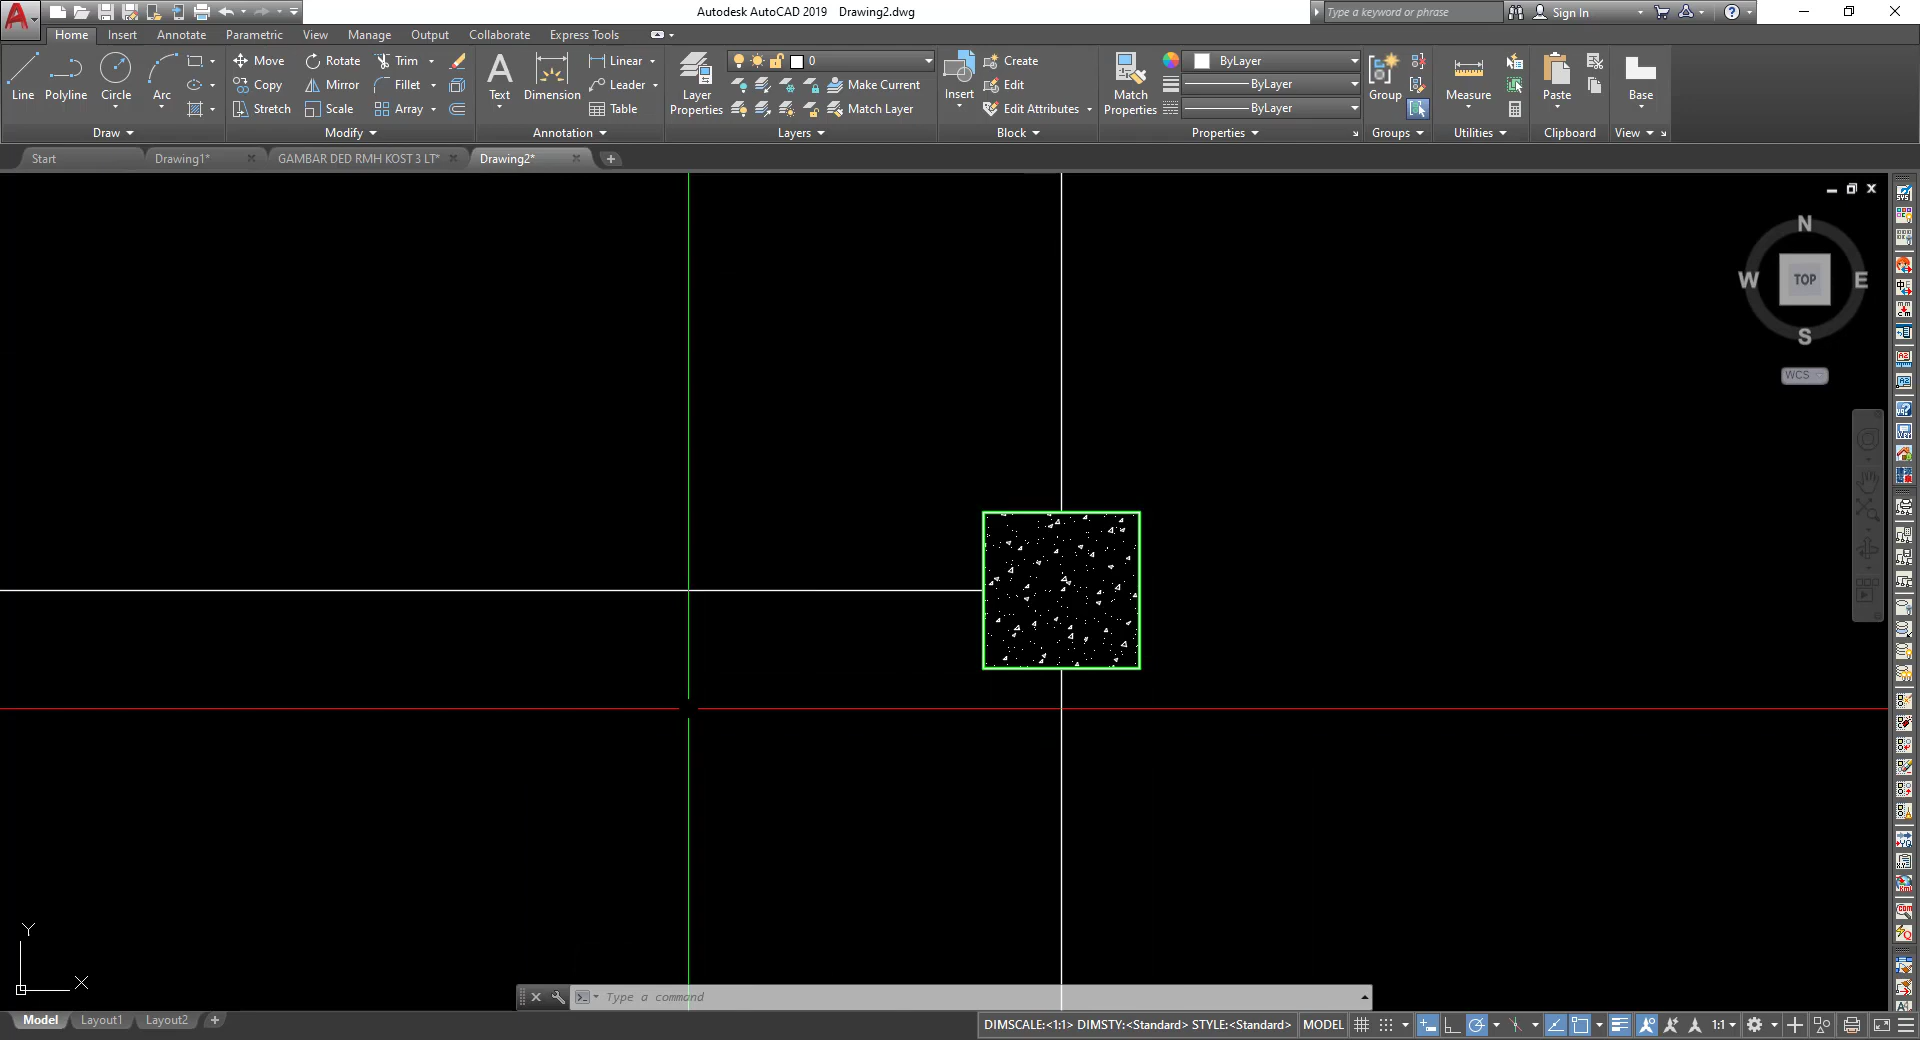 Autodesk AutoCAD 2019 Drawing2.dwg
Type a keyword or phrase
Sign In
Home Insert Annotate Parametric View Manage Output Collaborate Express Tools
Line Polyline Circle Arc
Move Rotate Trim
Copy Mirror Fillet
Stretch Scale Array
Text Dimension
Linear
Leader
Table
Layer Properties
0
Make Current
Match Layer
Insert
Create
Edit
Edit Attributes
Match Properties
ByLayer
ByLayer
ByLayer
Group
Measure
Paste
Base
Draw Modify Annotation Layers Block Properties Groups Utilities Clipboard View
Start Drawing1* GAMBAR DED RMH KOST 3 LT* Drawing2*
N
W TOP E
S
WCS
Y
X
Type a command
Model Layout1 Layout2
DIMSCALE:<1:1> DIMSTY:<Standard> STYLE:<Standard> MODEL 1:1